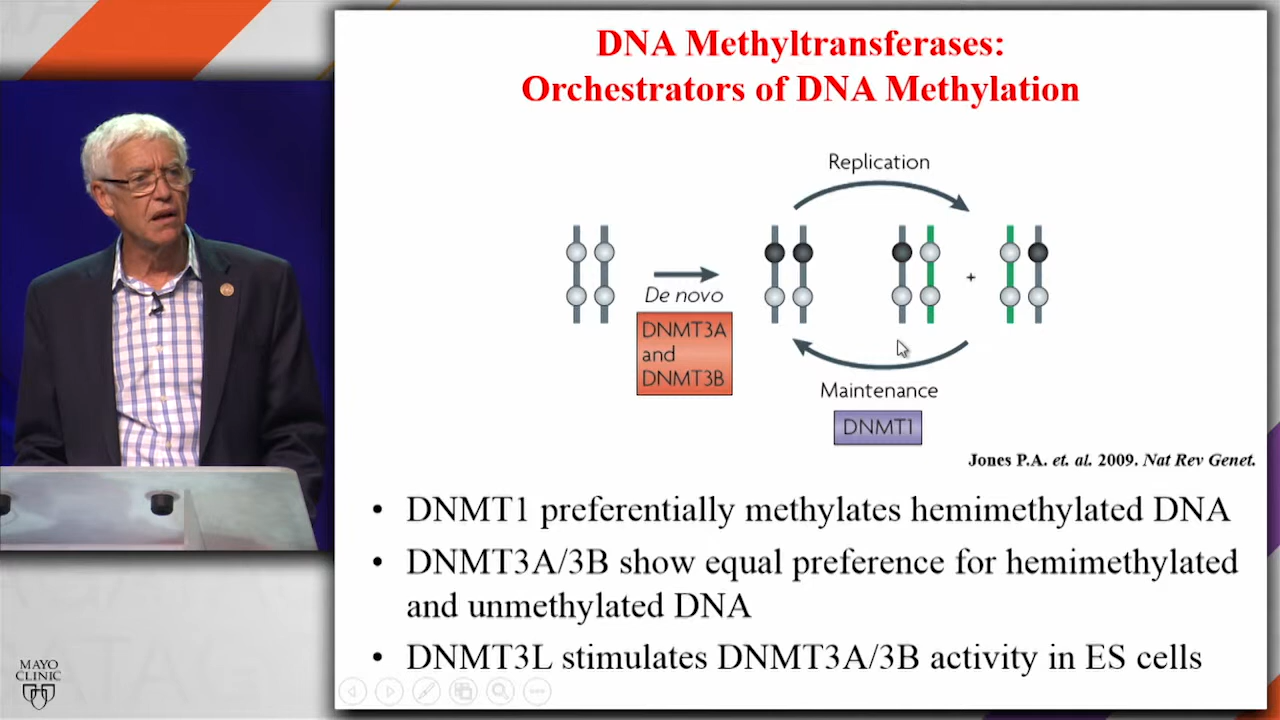 DNA Methyltransferases:
Orchestrators of DNA Methylation
Replication
De novo
DNMT3A
and
DNMT3B
+
Maintenance
DNMT1
Jones P.A. et. al. 2009. Nat Rev Genet.
• DNMT1 preferentially methylates hemimethylated DNA
• DNMT3A/3B show equal preference for hemimethylated
and unmethylated DNA
• DNMT3L stimulates DNMT3A/3B activity in ES cells
MAYO
CLINIC